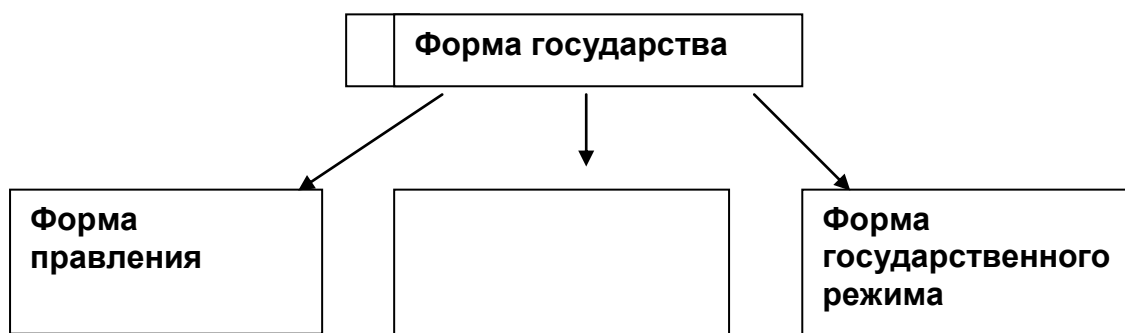 Форма государства
Форма
правления
Форма
государственного
режима